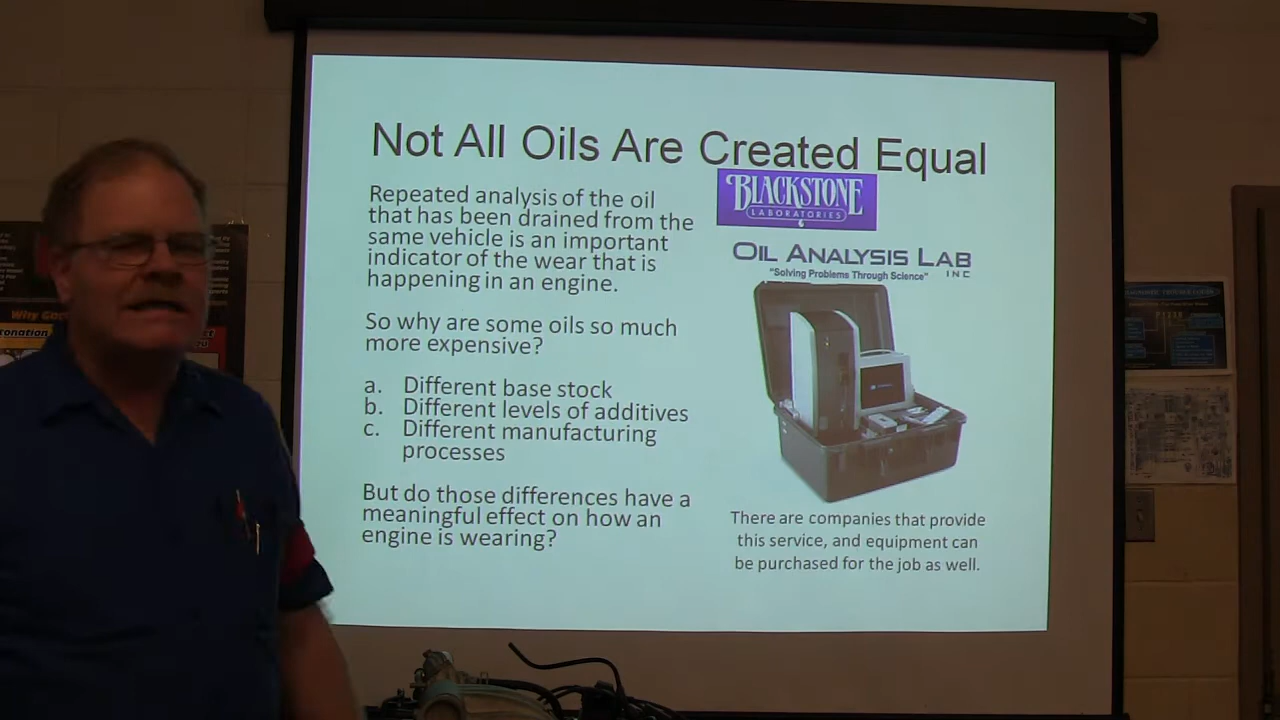 Not All Oils Are Created Equal
Repeated analysis of the oil
that has been drained from the
same vehicle is an important
indicator of the wear that is
happening in an engine.
So why are some oils so much
more expensive?
a. Different base stock
b. Different levels of additives
c. Different manufacturing
processes
But do those differences have a
meaningful effect on how an
engine is wearing?
BLACKSTONE
LABORATORIES
OIL ANALYSIS LAB
INC
"Solving Problems Through Science"
There are companies that provide
this service, and equipment can
be purchased for the job as well.
Why